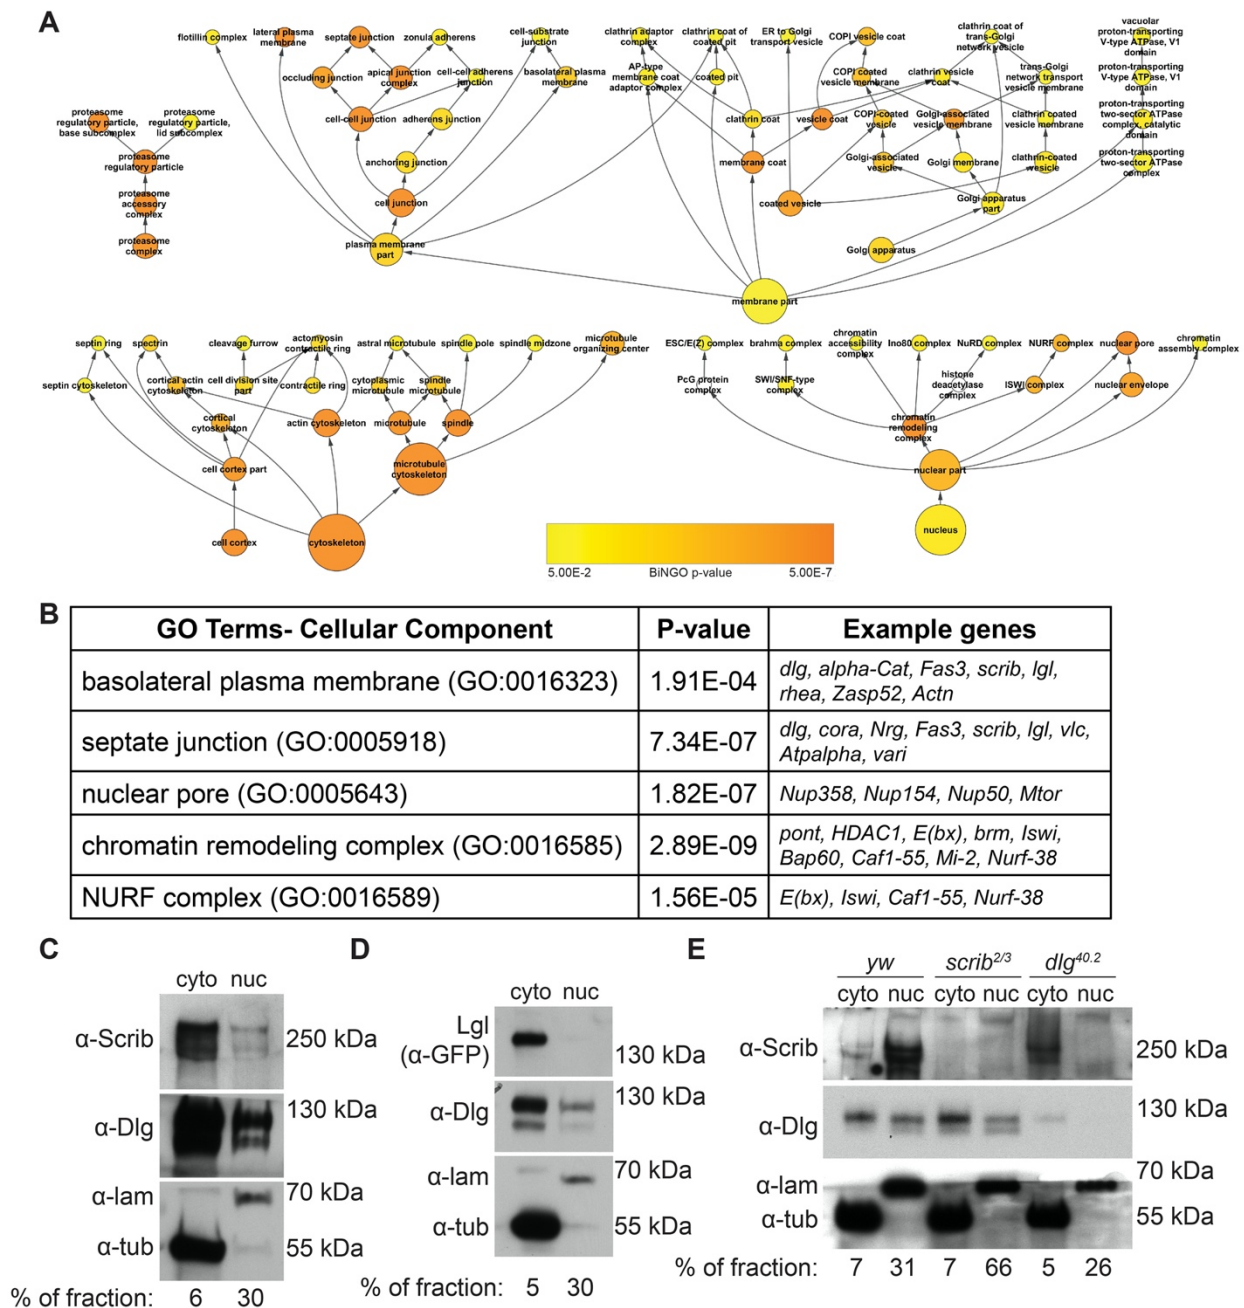 A
flotillin complex
lateral plasma
membrane
septate junction
zonula adherens
cell-substrate
junction
occluding junction
apical junction
complex
cell-cell adherens
junction
basolateral plasma
membrane
cell-cell junction
adherens junction
anchoring junction
cell junction
plasma membrane
part
proteasome
regulatory particle,
base subcomplex
proteasome
regulatory particle,
lid subcomplex
proteasome
regulatory particle
proteasome
accessory
complex
proteasome
complex
clathrin adaptor
complex
clathrin coat of
coated pit
ER to Golgi
transport vesicle
COPI vesicle coat
clathrin coat of
trans-Golgi
network vesicle
vacuolar
proton-transporting
V-type ATPase, V1
domain
AP-type
membrane coat
adaptor complex
coated pit
COPI coated
vesicle membrane
clathrin vesicle
coat
trans-Golgi
network transport
vesicle membrane
proton-transporting
V-type ATPase, V1
domain
clathrin coat
vesicle coat
COPI-coated
vesicle
Golgi-associated
vesicle membrane
clathrin coated
vesicle membrane
proton-transporting
two-sector ATPase
complex, catalytic
domain
membrane coat
Golgi-associated
vesicle
Golgi membrane
clathrin-coated
vesicle
proton-transporting
two-sector ATPase
complex
coated vesicle
Golgi apparatus
part
Golgi apparatus
membrane part
septin ring
spectrin
cleavage furrow
actomyosin
contractile ring
astral microtubule
spindle pole
spindle midzone
microtubule
organizing center
septin cytoskeleton
cortical actin
cytoskeleton
cell division site
part
contractile ring
cytoplasmic
microtubule
spindle
microtubule
cortical
cytoskeleton
actin cytoskeleton
microtubule
spindle
cell cortex part
microtubule
cytoskeleton
cell cortex
cytoskeleton
ESC/E(Z) complex
brahma complex
chromatin
accessibility
complex
Ino80 complex
NuRD complex
NURF complex
nuclear pore
chromatin
assembly complex
PcG protein
complex
SWI/SNF-type
complex
histone
deacetylase
complex
ISWI complex
nuclear envelope
chromatin
remodeling
complex
nuclear part
nucleus
5.00E-2 BiNGO p-value 5.00E-7
B
GO Terms- Cellular Component P-value Example genes
basolateral plasma membrane (GO:0016323) 1.91E-04 dlg, alpha-Cat, Fas3, scrib, lgl,
rhea, Zasp52, Actn
septate junction (GO:0005918) 7.34E-07 dlg, cora, Nrg, Fas3, scrib, lgl, vlc,
Atpalpha, vari
nuclear pore (GO:0005643) 1.82E-07 Nup358, Nup154, Nup50, Mtor
chromatin remodeling complex (GO:0016585) 2.89E-09 pont, HDAC1, E(bx), brm, Iswi,
Bap60, Caf1-55, Mi-2, Nurf-38
NURF complex (GO:0016589) 1.56E-05 E(bx), Iswi, Caf1-55, Nurf-38
C
cyto nuc
α-Scrib 250 kDa
α-Dlg 130 kDa
α-lam 70 kDa
α-tub 55 kDa
% of fraction: 6 30
D
cyto nuc
Lgl
(α-GFP) 130 kDa
α-Dlg 130 kDa
α-lam 70 kDa
α-tub 55 kDa
% of fraction: 5 30
E
yw scrib2/3 dlg40.2
cyto nuc cyto nuc cyto nuc
α-Scrib 250 kDa
α-Dlg 130 kDa
α-lam 70 kDa
α-tub 55 kDa
% of fraction: 7 31 7 66 5 26